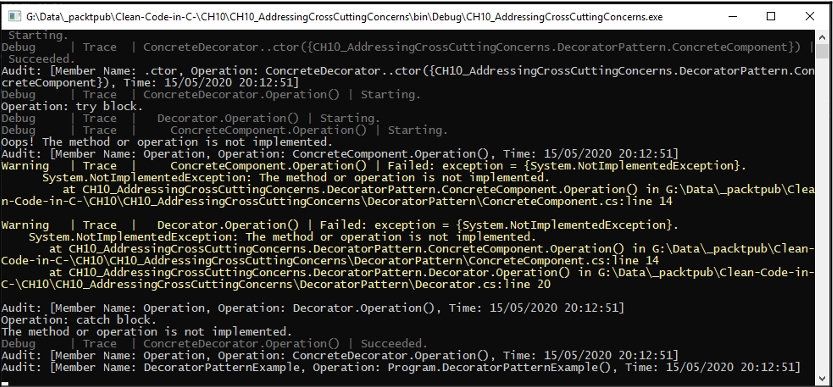 G:\Data\_packtpub\Clean-Code-in-C-\CH10\CH10_AddressingCrossCuttingConcerns\bin\Debug\CH10_AddressingCrossCuttingConcerns.exe
Starting.
Debug | Trace | ConcreteDecorator..ctor({CH10_AddressingCrossCuttingConcerns.DecoratorPattern.ConcreteComponent}) |
Succeeded.
Audit: [Member Name: .ctor, Operation: ConcreteDecorator..ctor({CH10_AddressingCrossCuttingConcerns.DecoratorPattern.Con
creteComponent}), Time: 15/05/2020 20:12:51]
Debug | Trace | ConcreteDecorator.Operation() | Starting.
Operation: try block.
Debug | Trace | Decorator.Operation() | Starting.
Debug | Trace | ConcreteComponent.Operation() | Starting.
Oops! The method or operation is not implemented.
Audit: [Member Name: Operation, Operation: ConcreteComponent.Operation(), Time: 15/05/2020 20:12:51]
Warning | Trace | ConcreteComponent.Operation() | Failed: exception = {System.NotImplementedException}.
System.NotImplementedException: The method or operation is not implemented.
at CH10_AddressingCrossCuttingConcerns.DecoratorPattern.ConcreteComponent.Operation() in G:\Data\_packtpub\Clea
n-Code-in-C-\CH10\CH10_AddressingCrossCuttingConcerns\DecoratorPattern\ConcreteComponent.cs:line 14
Warning | Trace | Decorator.Operation() | Failed: exception = {System.NotImplementedException}.
System.NotImplementedException: The method or operation is not implemented.
at CH10_AddressingCrossCuttingConcerns.DecoratorPattern.ConcreteComponent.Operation() in G:\Data\_packtpub\Clean-
Code-in-C-\CH10\CH10_AddressingCrossCuttingConcerns\DecoratorPattern\ConcreteComponent.cs:line 14
at CH10_AddressingCrossCuttingConcerns.DecoratorPattern.Decorator.Operation() in G:\Data\_packtpub\Clean-Code-in-
C-\CH10\CH10_AddressingCrossCuttingConcerns\DecoratorPattern\Decorator.cs:line 20
Audit: [Member Name: Operation, Operation: Decorator.Operation(), Time: 15/05/2020 20:12:51]
Operation: catch block.
The method or operation is not implemented.
Debug | Trace | ConcreteDecorator.Operation() | Succeeded.
Audit: [Member Name: Operation, Operation: ConcreteDecorator.Operation(), Time: 15/05/2020 20:12:51]
Audit: [Member Name: DecoratorPatternExample, Operation: Program.DecoratorPatternExample(), Time: 15/05/2020 20:12:51]